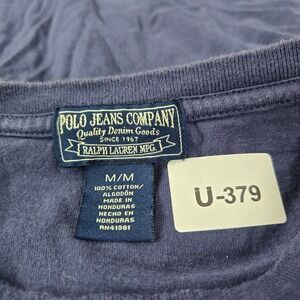 POLO JEANS COMPANY
Quality Denim Goods
SINCE 1967
RALPH LAUREN MFG.
M/M
100% COTTON/
ALGODÓN
MADE IN
HONDURAS
HECHO EN
HONDURAS
RN41381
U-379